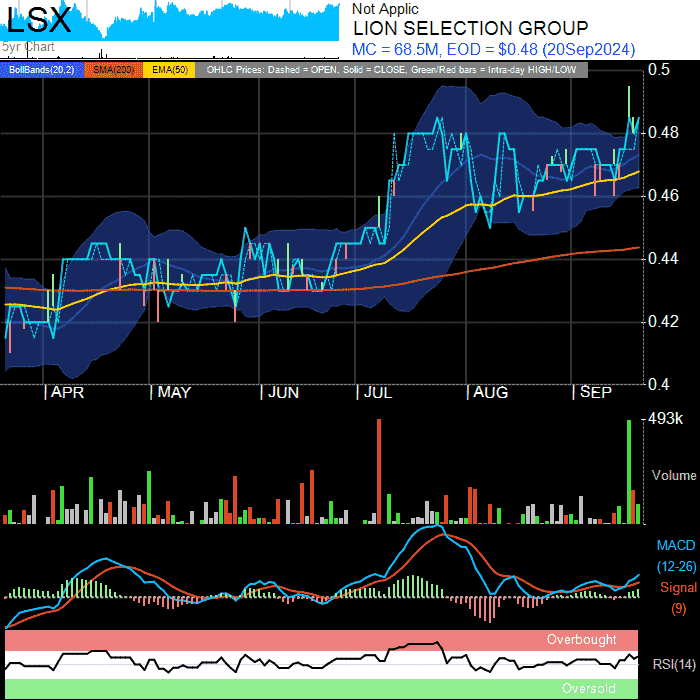 LSX
5yr Chart
Not Applic
LION SELECTION GROUP
MC = 68.5M, EOD = $0.48 (20Sep2024)
BollBands(20,2) SMA(200) EMA(50) OHLC Prices: Dashed = OPEN, Solid = CLOSE, Green/Red bars = Intra-day HIGH/LOW
0.5
0.48
0.46
0.44
0.42
0.4
APR MAY JUN JUL AUG SEP
493k
Volume
MACD
(12-26)
Signal
(9)
Overbought
RSI(14)
Oversold